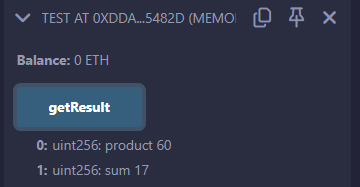 TEST AT 0XDDA...5482D (MEMO
Balance: 0 ETH
getResult
0: uint256: product 60
1: uint256: sum 17